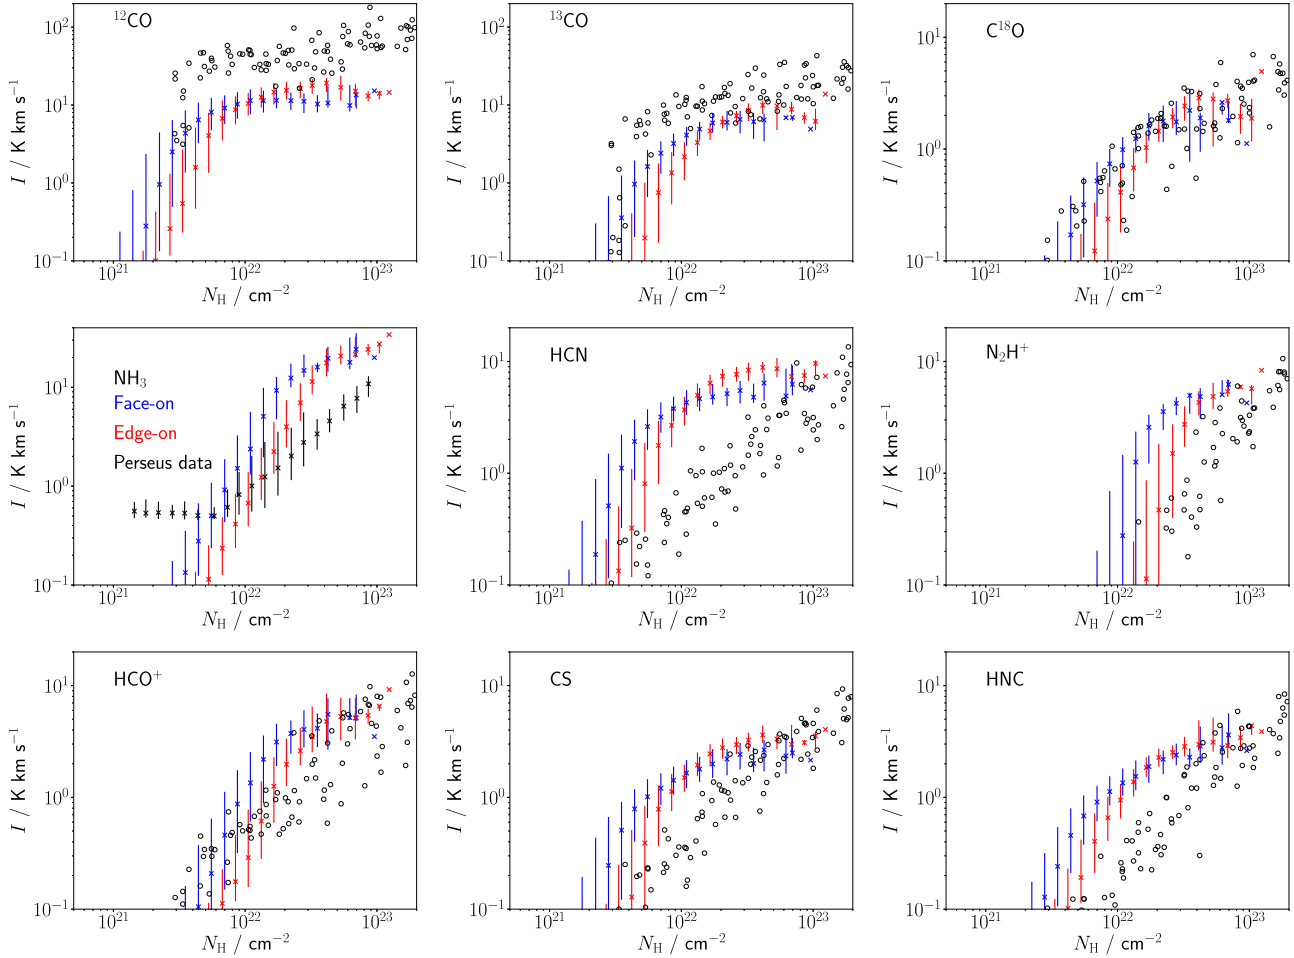 ¹²CO
10²
10¹
10⁰
10⁻¹
I / K km s⁻¹
10²¹ 10²² 10²³
N_H / cm⁻²
¹³CO
10²
10¹
10⁰
10⁻¹
I / K km s⁻¹
10²¹ 10²² 10²³
N_H / cm⁻²
C¹⁸O
10¹
10⁰
10⁻¹
I / K km s⁻¹
10²¹ 10²² 10²³
N_H / cm⁻²
NH₃
Face-on
Edge-on
Perseus data
10¹
10⁰
10⁻¹
I / K km s⁻¹
10²¹ 10²² 10²³
N_H / cm⁻²
HCN
10¹
10⁰
10⁻¹
I / K km s⁻¹
10²¹ 10²² 10²³
N_H / cm⁻²
N₂H⁺
10¹
10⁰
10⁻¹
I / K km s⁻¹
10²¹ 10²² 10²³
N_H / cm⁻²
HCO⁺
10¹
10⁰
10⁻¹
I / K km s⁻¹
10²¹ 10²² 10²³
N_H / cm⁻²
CS
10¹
10⁰
10⁻¹
I / K km s⁻¹
10²¹ 10²² 10²³
N_H / cm⁻²
HNC
10¹
10⁰
10⁻¹
I / K km s⁻¹
10²¹ 10²² 10²³
N_H / cm⁻²